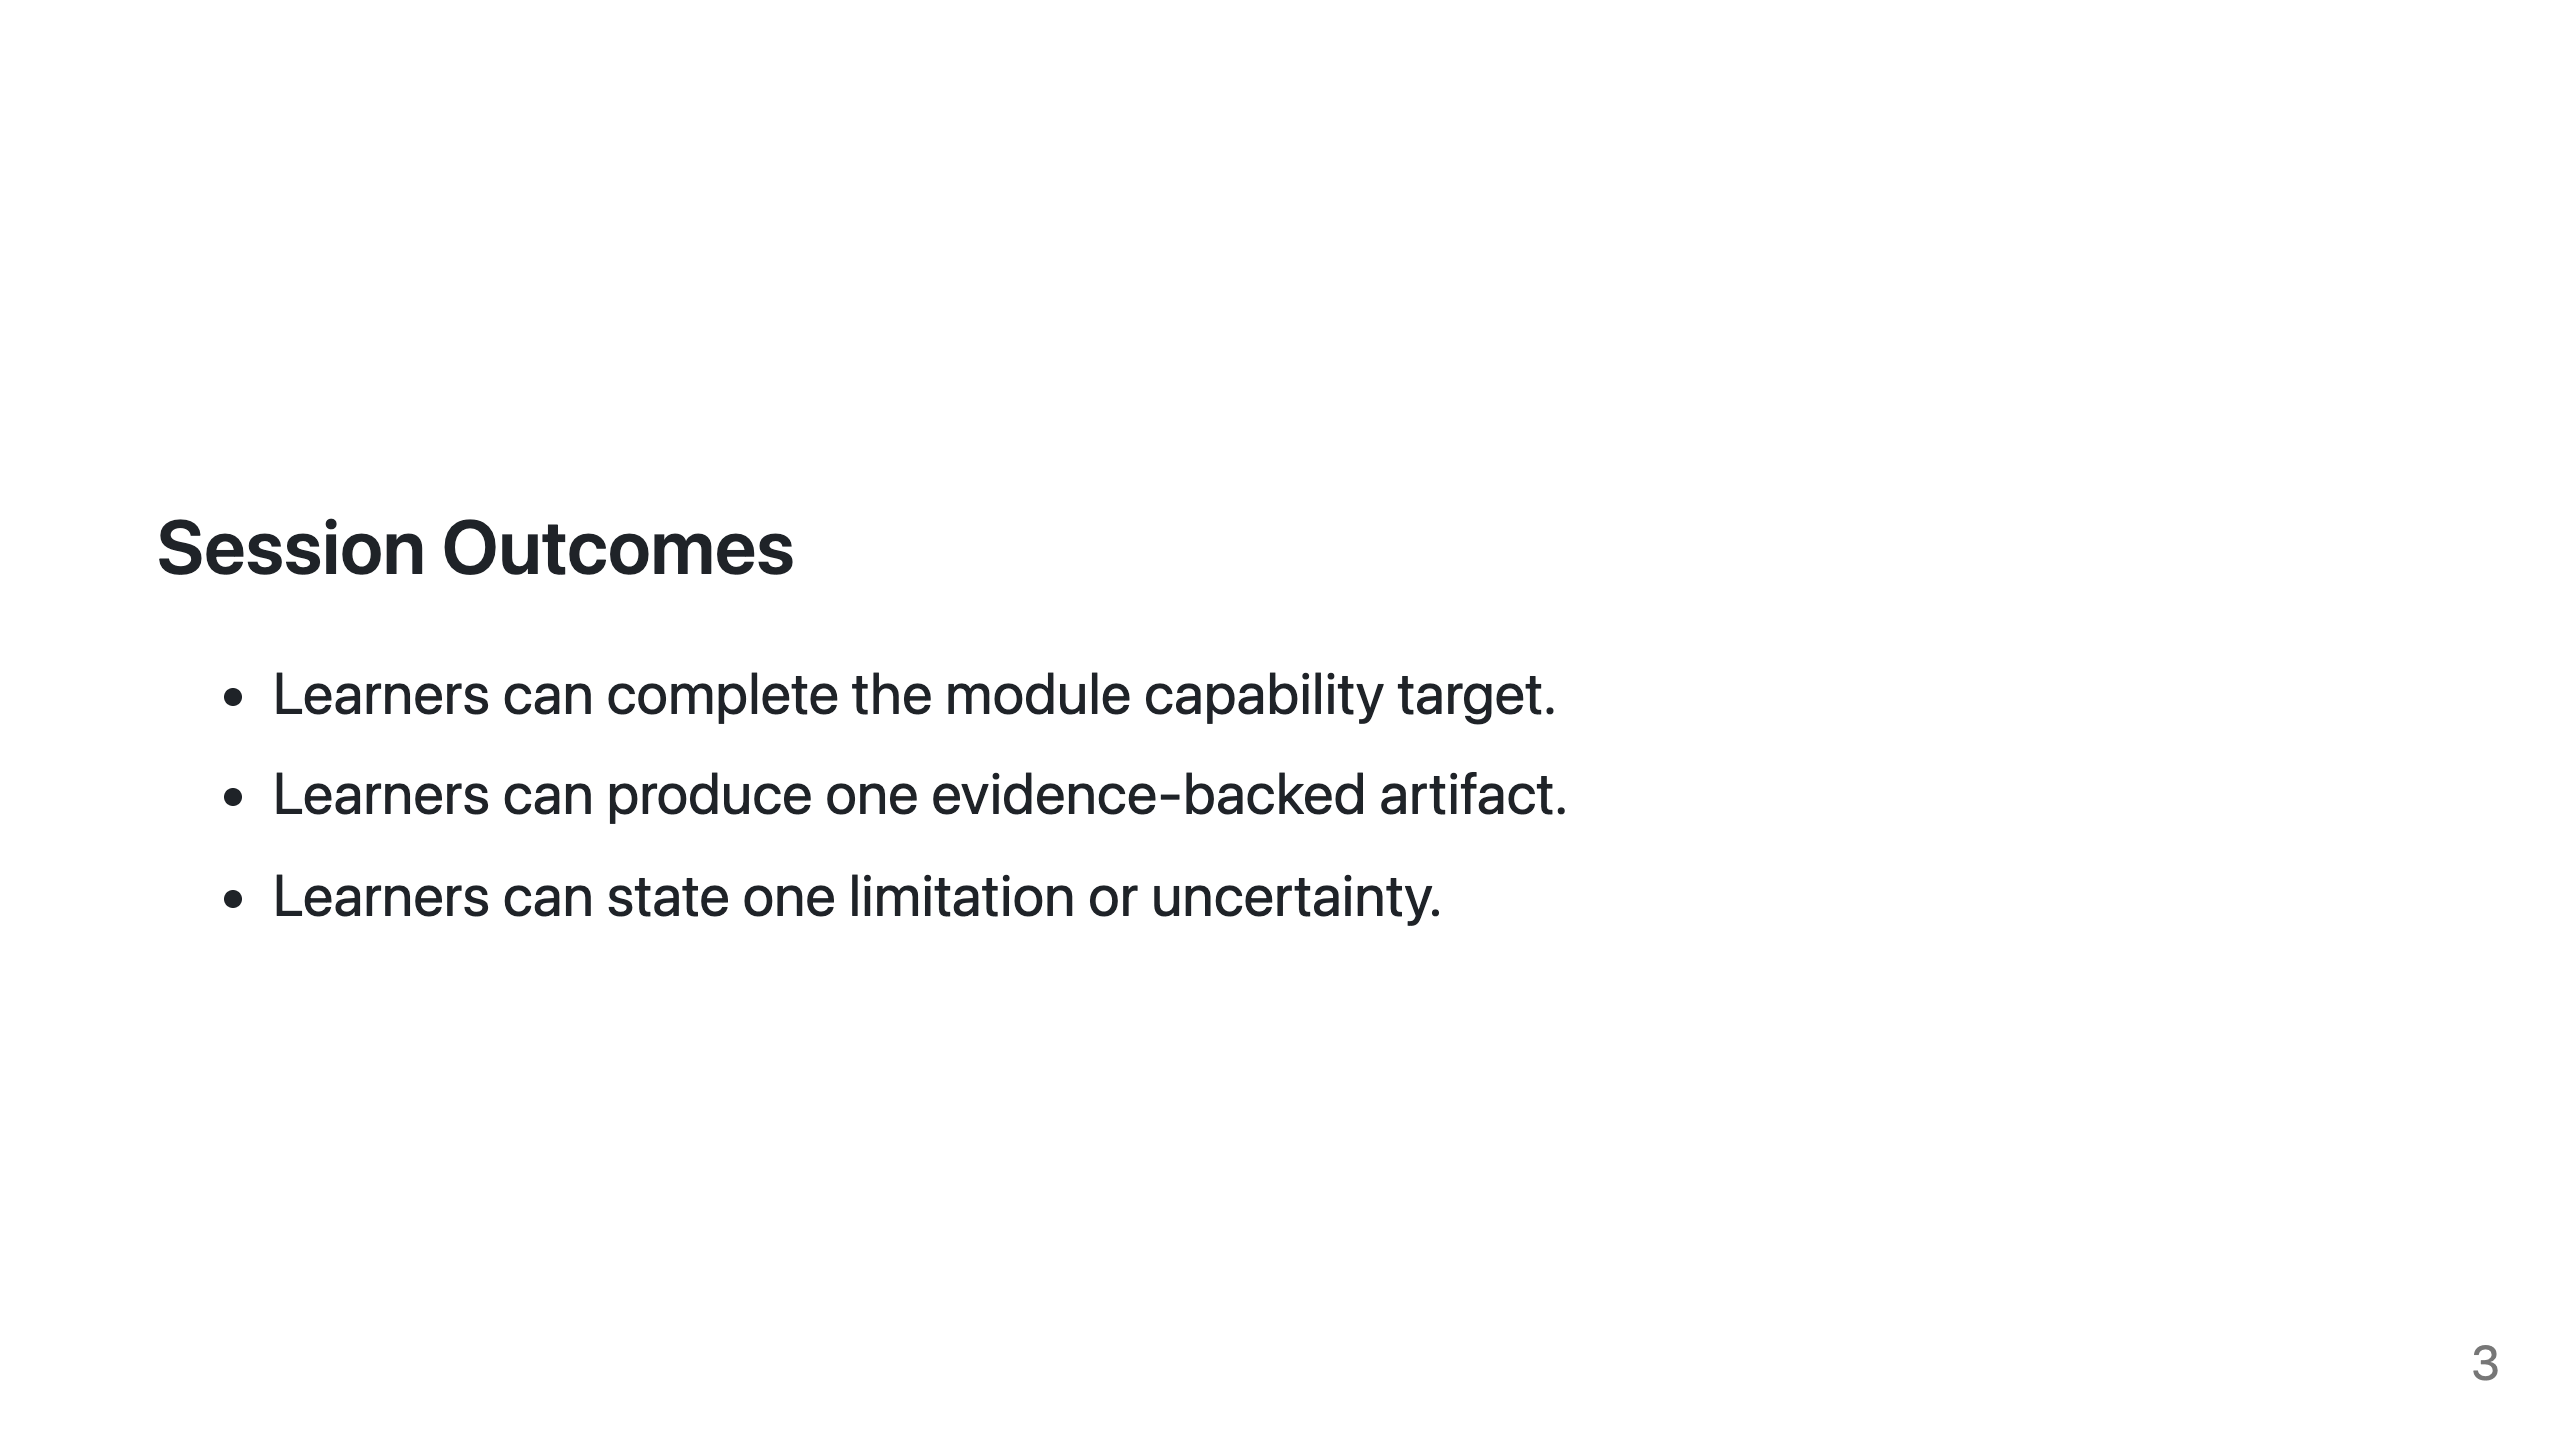 Session Outcomes
• Learners can complete the module capability target.
• Learners can produce one evidence-backed artifact.
• Learners can state one limitation or uncertainty.
3